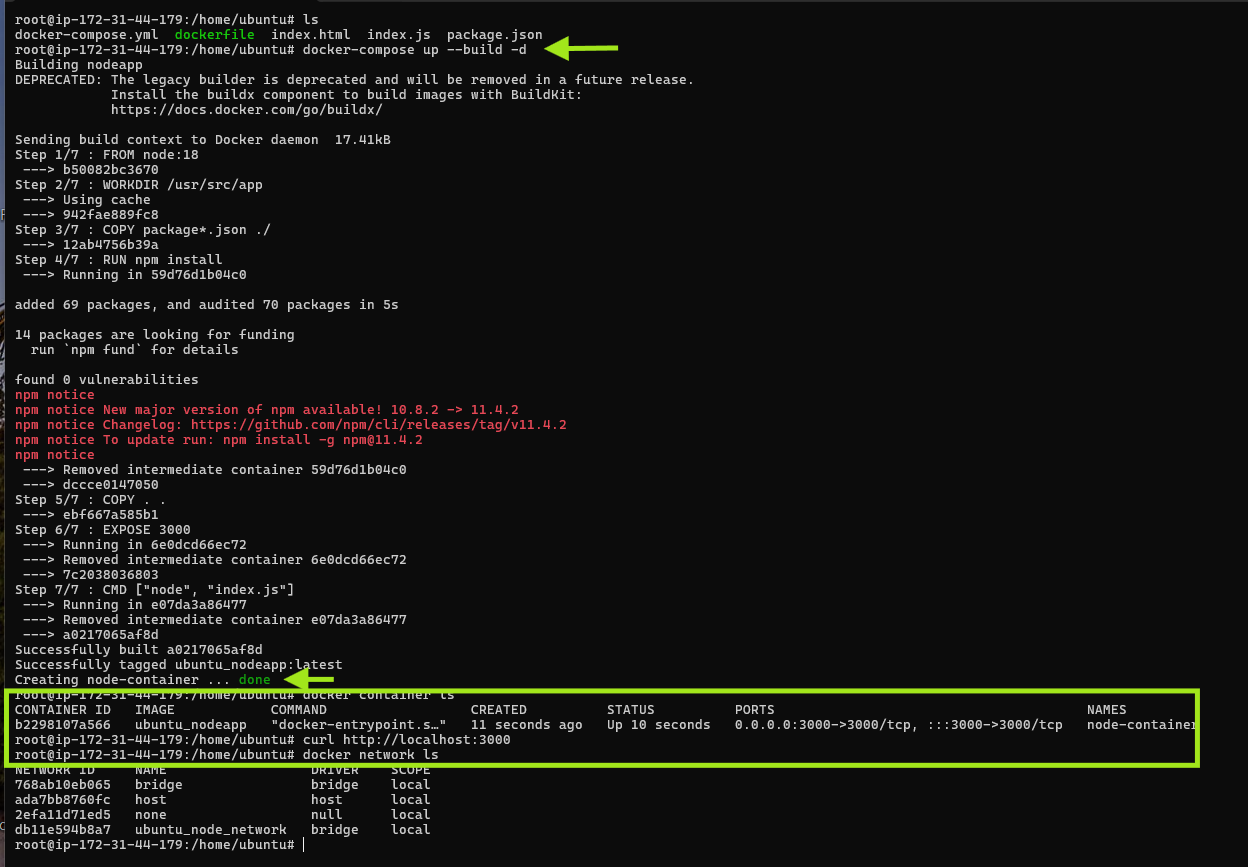 root@ip-172-31-44-179:/home/ubuntu# ls
docker-compose.yml  dockerfile  index.html  index.js  package.json
root@ip-172-31-44-179:/home/ubuntu# docker-compose up --build -d
Building nodeapp
DEPRECATED: The legacy builder is deprecated and will be removed in a future release.
            Install the buildx component to build images with BuildKit:
            https://docs.docker.com/go/buildx/
Sending build context to Docker daemon  17.41kB
Step 1/7 : FROM node:18
 ---> b50082bc3670
Step 2/7 : WORKDIR /usr/src/app
 ---> Using cache
 ---> 942fae889fc8
Step 3/7 : COPY package*.json ./
 ---> 12ab4756b39a
Step 4/7 : RUN npm install
 ---> Running in 59d76d1b04c0
added 69 packages, and audited 70 packages in 5s
14 packages are looking for funding
  run `npm fund` for details
found 0 vulnerabilities
npm notice
npm notice New major version of npm available! 10.8.2 -> 11.4.2
npm notice Changelog: https://github.com/npm/cli/releases/tag/v11.4.2
npm notice To update run: npm install -g npm@11.4.2
npm notice
 ---> Removed intermediate container 59d76d1b04c0
 ---> dccce0147050
Step 5/7 : COPY . .
 ---> ebf667a585b1
Step 6/7 : EXPOSE 3000
 ---> Running in 6e0dcd66ec72
 ---> Removed intermediate container 6e0dcd66ec72
 ---> 7c2038036803
Step 7/7 : CMD ["node", "index.js"]
 ---> Running in e07da3a86477
 ---> Removed intermediate container e07da3a86477
 ---> a0217065af8d
Successfully built a0217065af8d
Successfully tagged ubuntu_nodeapp:latest
Creating node-container ... done
root@ip-172-31-44-179:/home/ubuntu# docker container ls
CONTAINER ID   IMAGE            COMMAND                  CREATED          STATUS          PORTS                                       NAMES
b2298107a566   ubuntu_nodeapp   "docker-entrypoint.s…"   11 seconds ago   Up 10 seconds   0.0.0.0:3000->3000/tcp, :::3000->3000/tcp   node-container
root@ip-172-31-44-179:/home/ubuntu# curl http://localhost:3000
root@ip-172-31-44-179:/home/ubuntu# docker network ls
NETWORK ID     NAME                  DRIVER    SCOPE
768ab10eb065   bridge                bridge    local
ada7bb8760fc   host                  host      local
2efa11d71ed5   none                  null      local
db11e594b8a7   ubuntu_node_network   bridge    local
root@ip-172-31-44-179:/home/ubuntu#